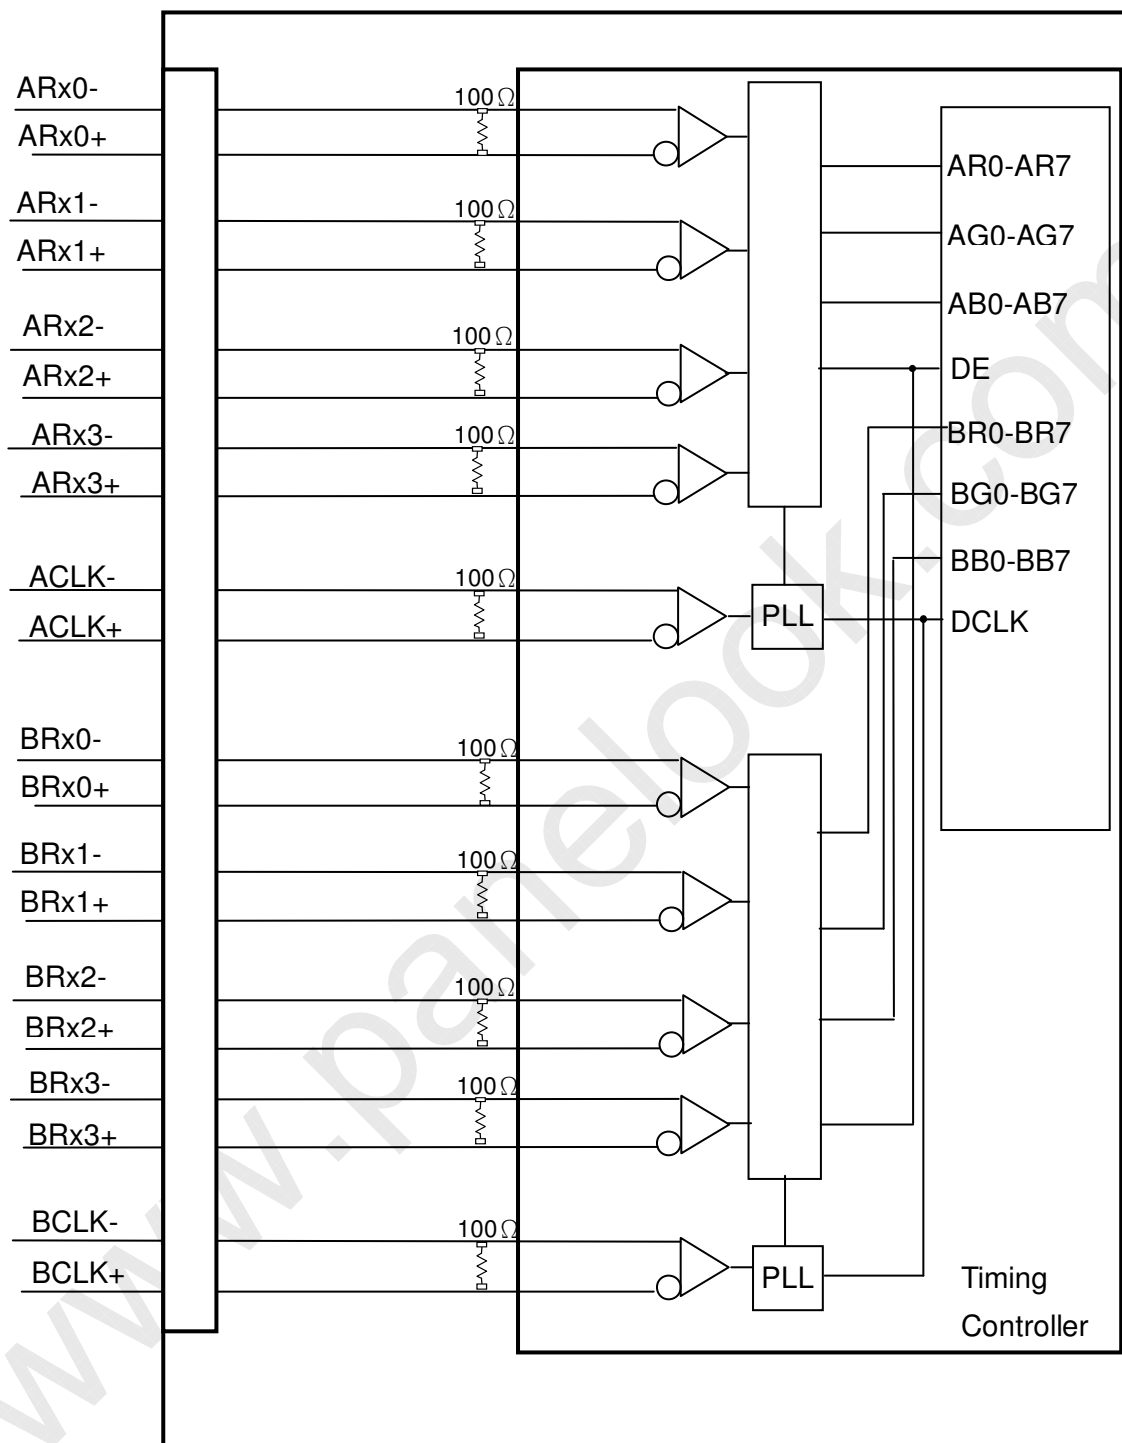 ARx0-
100Ω
ARx0+
AR0-AR7
ARx1-
100Ω
ARx1+
AG0-AG7
AB0-AB7
ARx2-
100Ω
ARx2+
DE
ARx3-
100Ω
BR0-BR7
ARx3+
BG0-BG7
BB0-BB7
ACLK-
100Ω
ACLK+
PLL
DCLK
BRx0-
100Ω
BRx0+
BRx1-
100Ω
BRx1+
BRx2-
100Ω
BRx2+
BRx3-
100Ω
BRx3+
BCLK-
100Ω
BCLK+
PLL
Timing
Controller
www.panelook.com